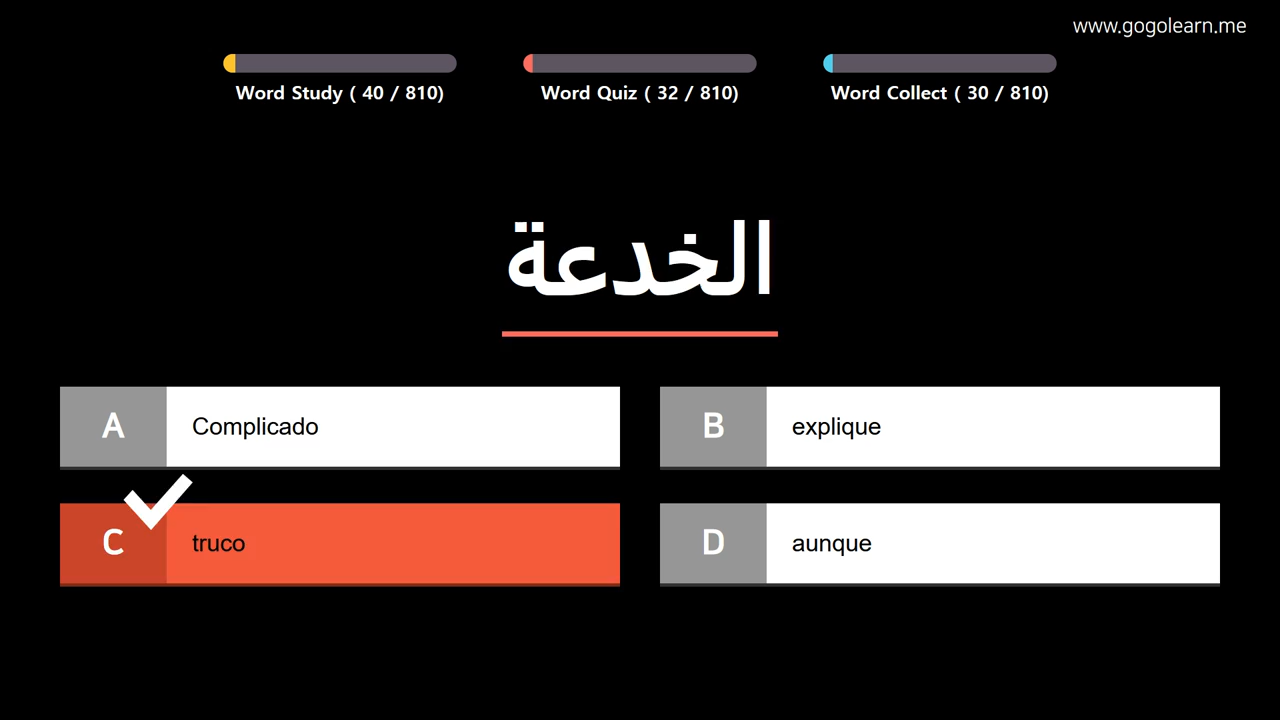 www.gogolearn.me
Word Study ( 40 / 810)
Word Quiz ( 32 / 810)
Word Collect ( 30 / 810)
الخدعة
A Complicado
B explique
C truco
D aunque